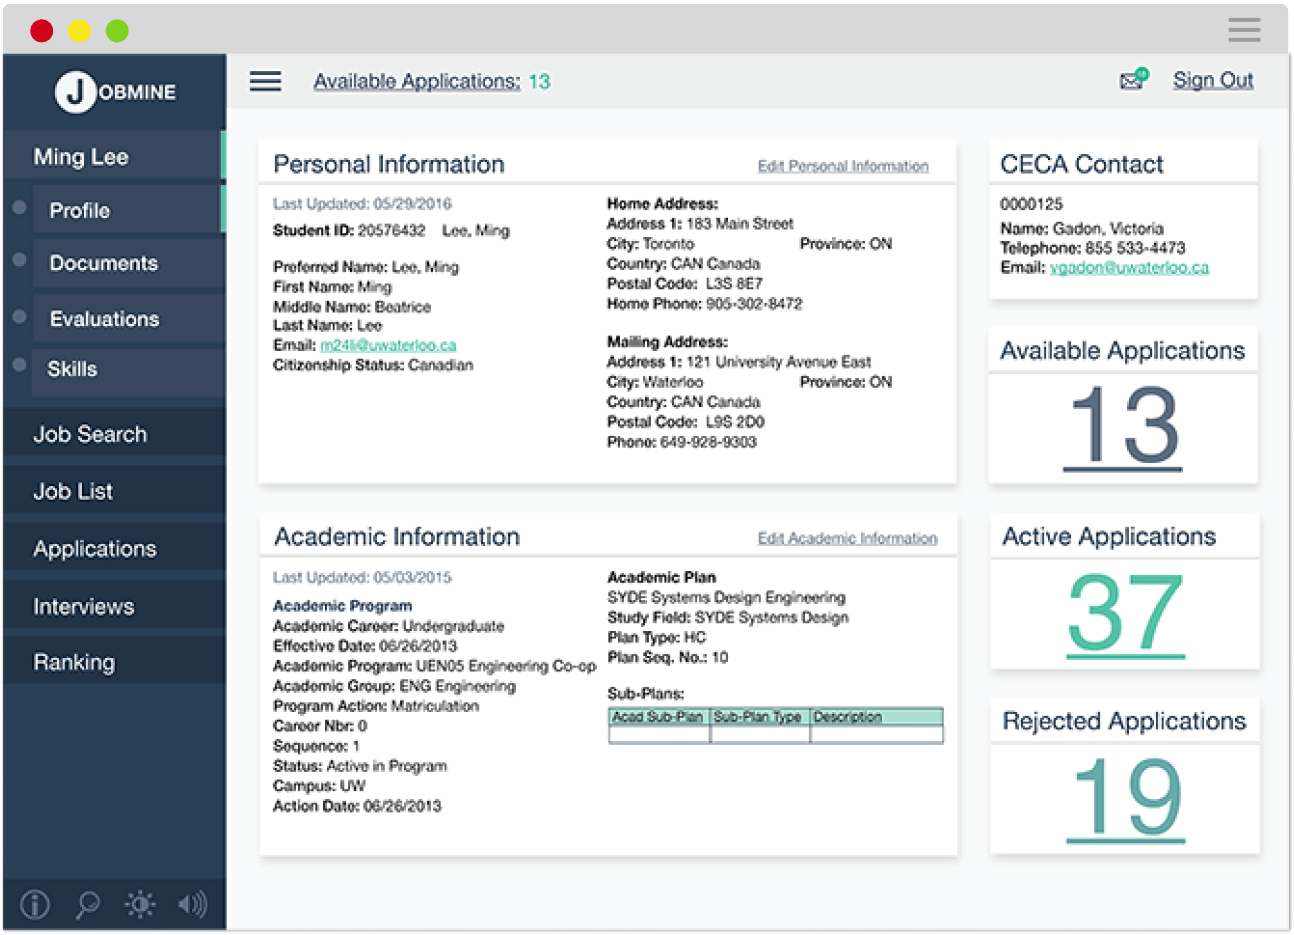 JOBMINE
Available Applications: 13
Sign Out
Ming Lee
Profile
Documents
Evaluations
Skills
Job Search
Job List
Applications
Interviews
Ranking
Personal Information
Edit Personal Information
Last Updated: 05/29/2016
Student ID: 20576432 Lee, Ming
Preferred Name: Lee, Ming
First Name: Ming
Middle Name: Beatrice
Last Name: Lee
Email: m24li@uwaterloo.ca
Citizenship Status: Canadian
Home Address:
Address 1: 183 Main Street
City: Toronto Province: ON
Country: CAN Canada
Postal Code: L3S 8E7
Home Phone: 905-302-8472
Mailing Address:
Address 1: 121 University Avenue East
City: Waterloo Province: ON
Country: CAN Canada
Postal Code: L9S 2D0
Phone: 649-928-9303
CECA Contact
0000125
Name: Gadon, Victoria
Telephone: 855 533-4473
Email: vgadon@uwaterloo.ca
Available Applications
13
Academic Information
Edit Academic Information
Last Updated: 05/03/2015
Academic Program
Academic Career: Undergraduate
Effective Date: 06/26/2013
Academic Program: UEN05 Engineering Co-op
Academic Group: ENG Engineering
Program Action: Matriculation
Career Nbr: 0
Sequence: 1
Status: Active in Program
Campus: UW
Action Date: 06/26/2013
Academic Plan
SYDE Systems Design Engineering
Study Field: SYDE Systems Design
Plan Type: HC
Plan Seq. No.: 10
Sub-Plans:
Acad Sub-Plan Sub-Plan Type Description
Active Applications
37
Rejected Applications
19